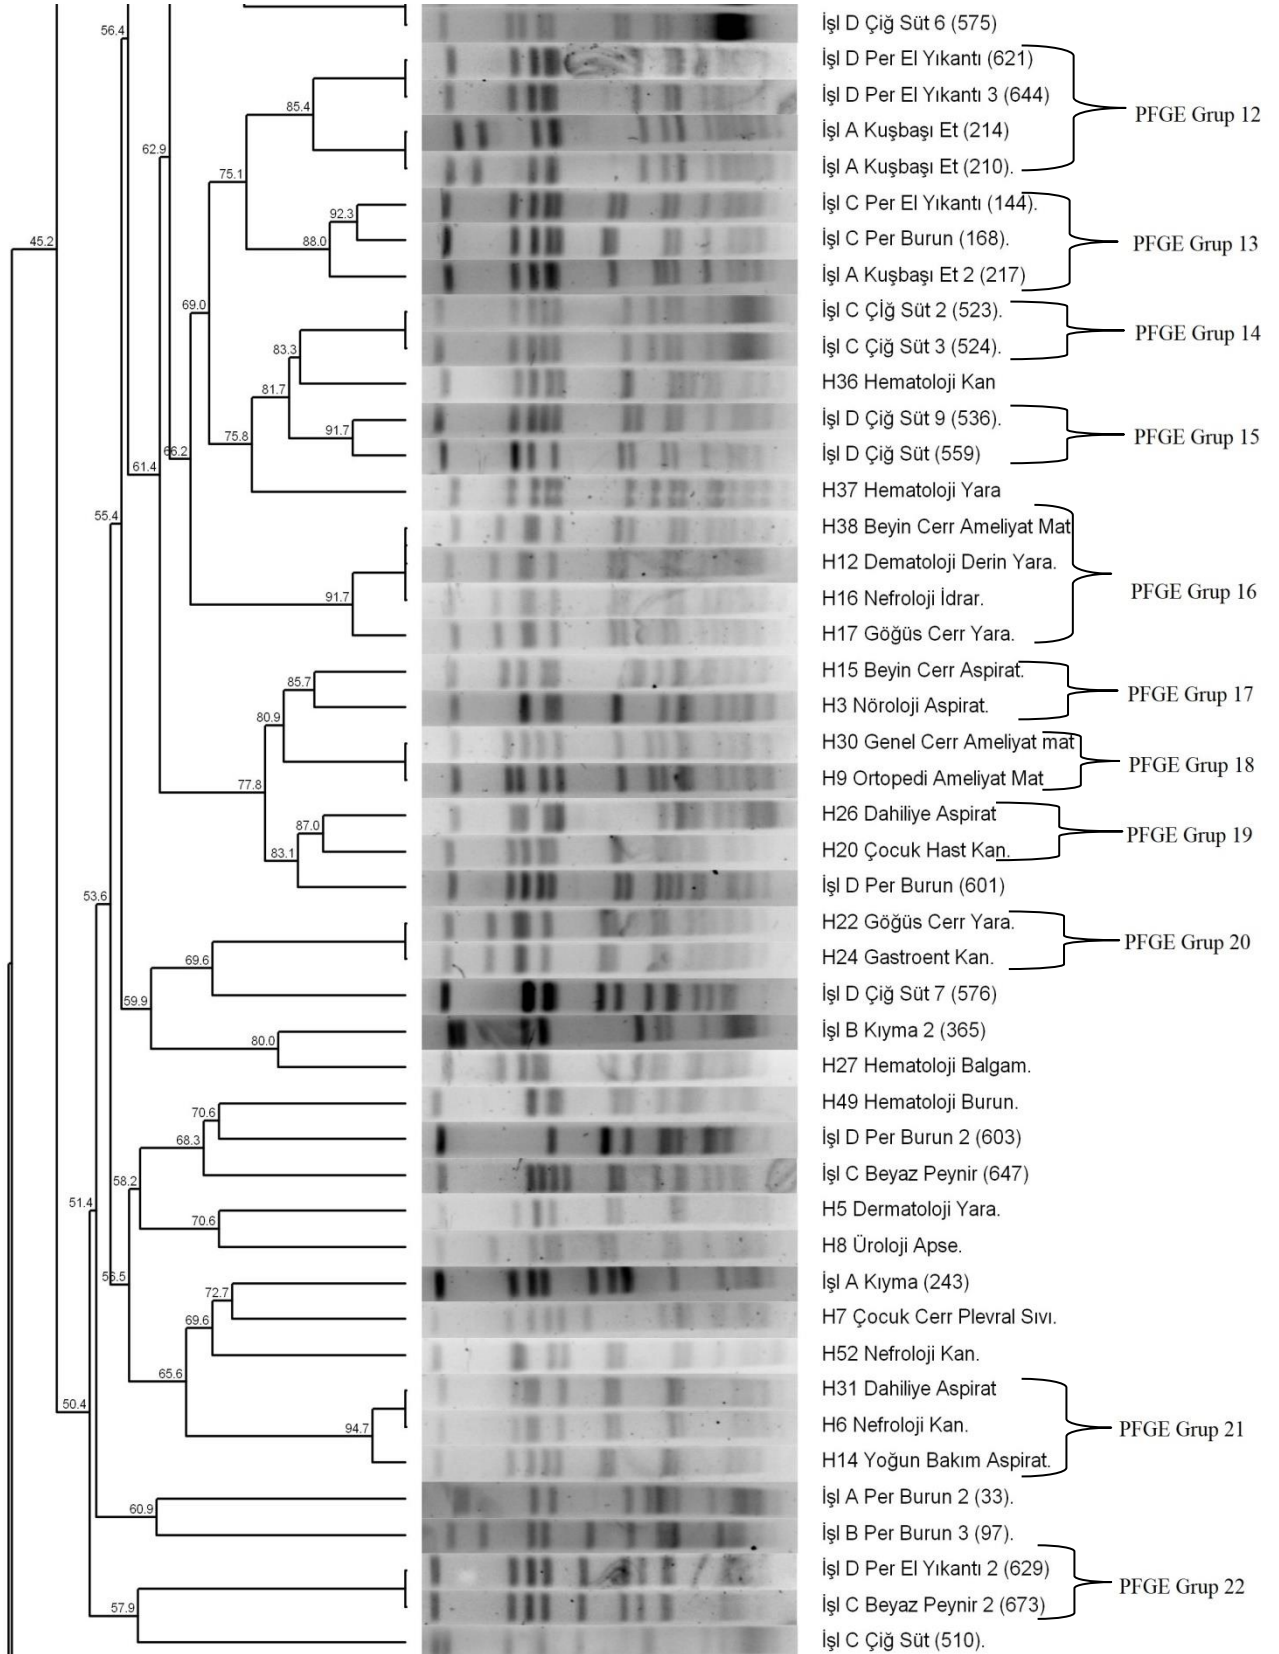 56.4
İşl D Çiğ Süt 6 (575)
İşl D Per El Yıkantı (621)
İşl D Per El Yıkantı 3 (644)
85.4
PFGE Grup 12
İşl A Kuşbaşı Et (214)
62.9
İşl A Kuşbaşı Et (210).
75.1
İşl C Per El Yıkantı (144).
92.3
45.2
88.0
İşl C Per Burun (168).
PFGE Grup 13
İşl A Kuşbaşı Et 2 (217)
69.0
İşl C Çİğ Süt 2 (523).
PFGE Grup 14
83.3
İşl C Çiğ Süt 3 (524).
81.7
H36 Hematoloji Kan
İşl D Çiğ Süt 9 (536).
75.8
91.7
PFGE Grup 15
66.2
İşl D Çiğ Süt (559)
61.4
H37 Hematoloji Yara
55.4
H38 Beyin Cerr Ameliyat Mat
H12 Dematoloji Derin Yara.
91.7
PFGE Grup 16
H16 Nefroloji İdrar.
H17 Göğüs Cerr Yara.
H15 Beyin Cerr Aspirat.
85.7
PFGE Grup 17
H3 Nöroloji Aspirat.
80.9
H30 Genel Cerr Ameliyat mat
PFGE Grup 18
77.8
H9 Ortopedi Ameliyat Mat
H26 Dahiliye Aspirat
87.0
PFGE Grup 19
83.1
H20 Çocuk Hast Kan.
53.6
İşl D Per Burun (601)
H22 Göğüs Cerr Yara.
PFGE Grup 20
69.6
H24 Gastroent Kan.
59.9
İşl D Çiğ Süt 7 (576)
İşl B Kıyma 2 (365)
80.0
H27 Hematoloji Balgam.
H49 Hematoloji Burun.
70.6
68.3
İşl D Per Burun 2 (603)
58.2
İşl C Beyaz Peynir (647)
51.4
70.6
H5 Dermatoloji Yara.
H8 Üroloji Apse.
56.5
İşl A Kıyma (243)
72.7
69.6
H7 Çocuk Cerr Plevral Sıvı.
H52 Nefroloji Kan.
65.6
50.4
H31 Dahiliye Aspirat
94.7
H6 Nefroloji Kan.
PFGE Grup 21
H14 Yoğun Bakım Aspirat.
60.9
İşl A Per Burun 2 (33).
İşl B Per Burun 3 (97).
İşl D Per El Yıkantı 2 (629)
PFGE Grup 22
57.9
İşl C Beyaz Peynir 2 (673)
İşl C Çiğ Süt (510).